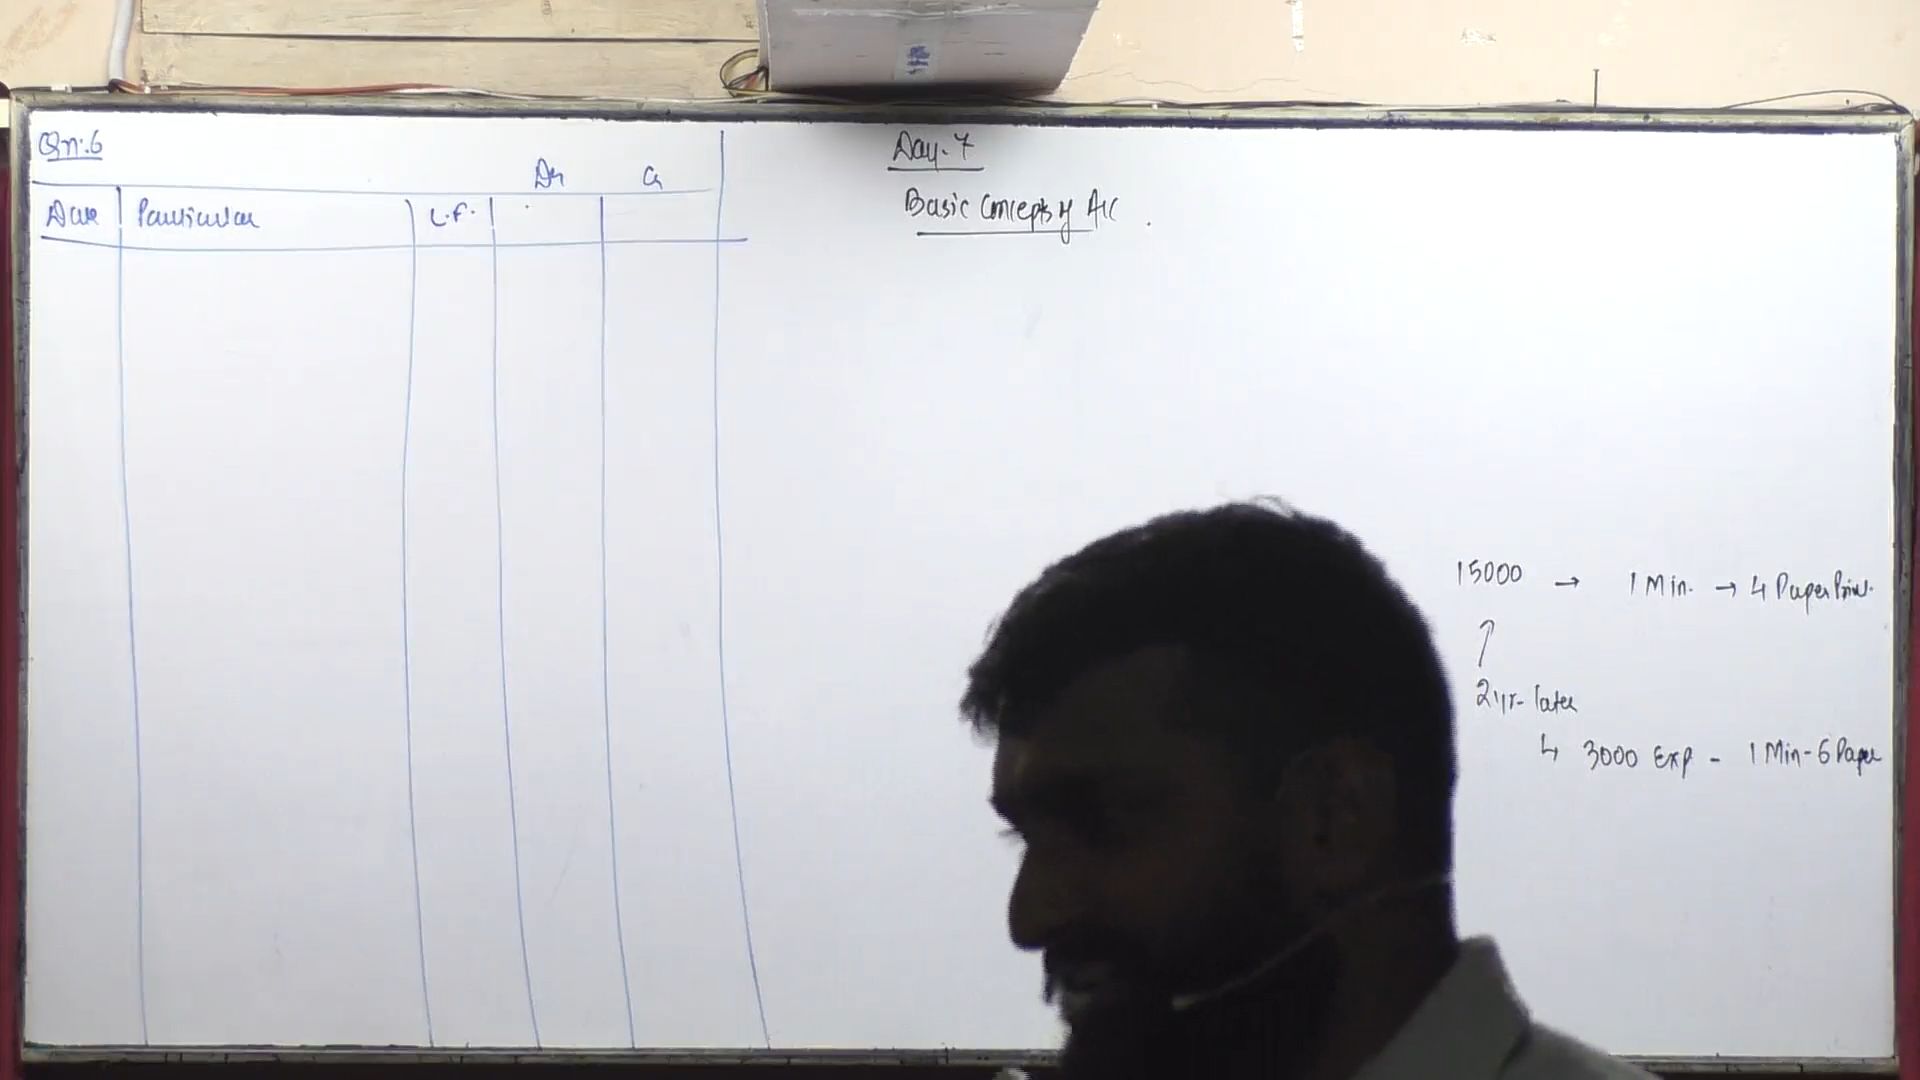 Qn:6
Dr Cr
Date Particular L.F.
Day-7
Basic Concepts of A/c
15000 → 1 Min. → 4 Paper Print.
↑
2 yr- later
↳ 3000 Exp - 1 Min - 6 Paper